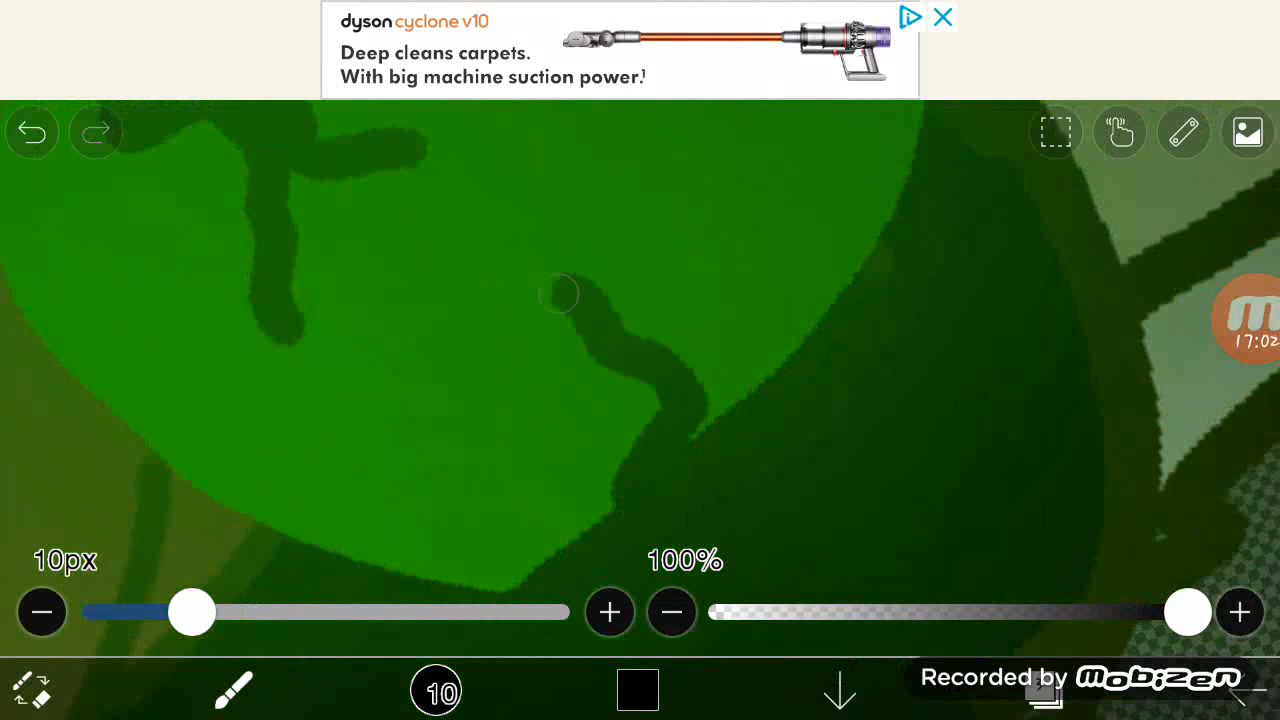 dyson cyclone v10
Deep cleans carpets.
With big machine suction power.¹
17:02
10px
100%
10
Recorded by Mobizen